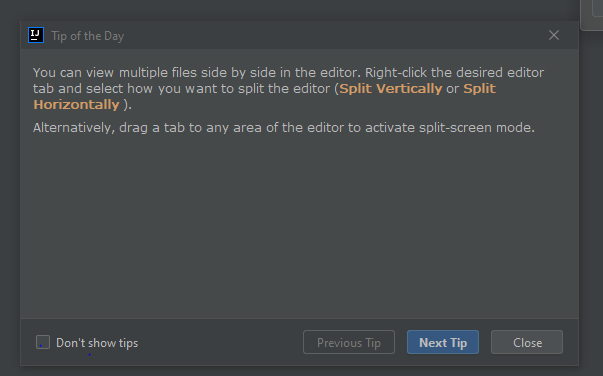 IJ Tip of the Day
You can view multiple files side by side in the editor. Right-click the desired editor
tab and select how you want to split the editor (Split Vertically or Split
Horizontally ).
Alternatively, drag a tab to any area of the editor to activate split-screen mode.
Don't show tips
Previous Tip
Next Tip
Close